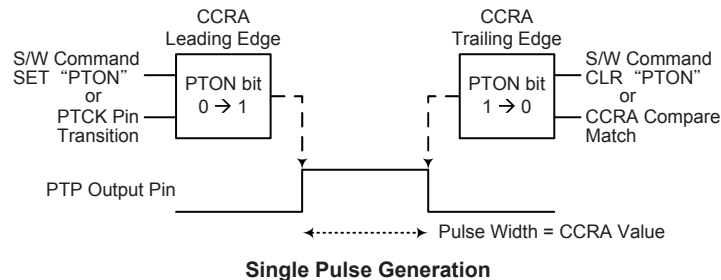 CCRA
Leading Edge
S/W Command
SET “PTON”
or
PTCK Pin
Transition
PTON bit
0 → 1
CCRA
Trailing Edge
PTON bit
1 → 0
S/W Command
CLR “PTON”
or
CCRA Compare
Match
PTP Output Pin
Pulse Width = CCRA Value
Single Pulse Generation